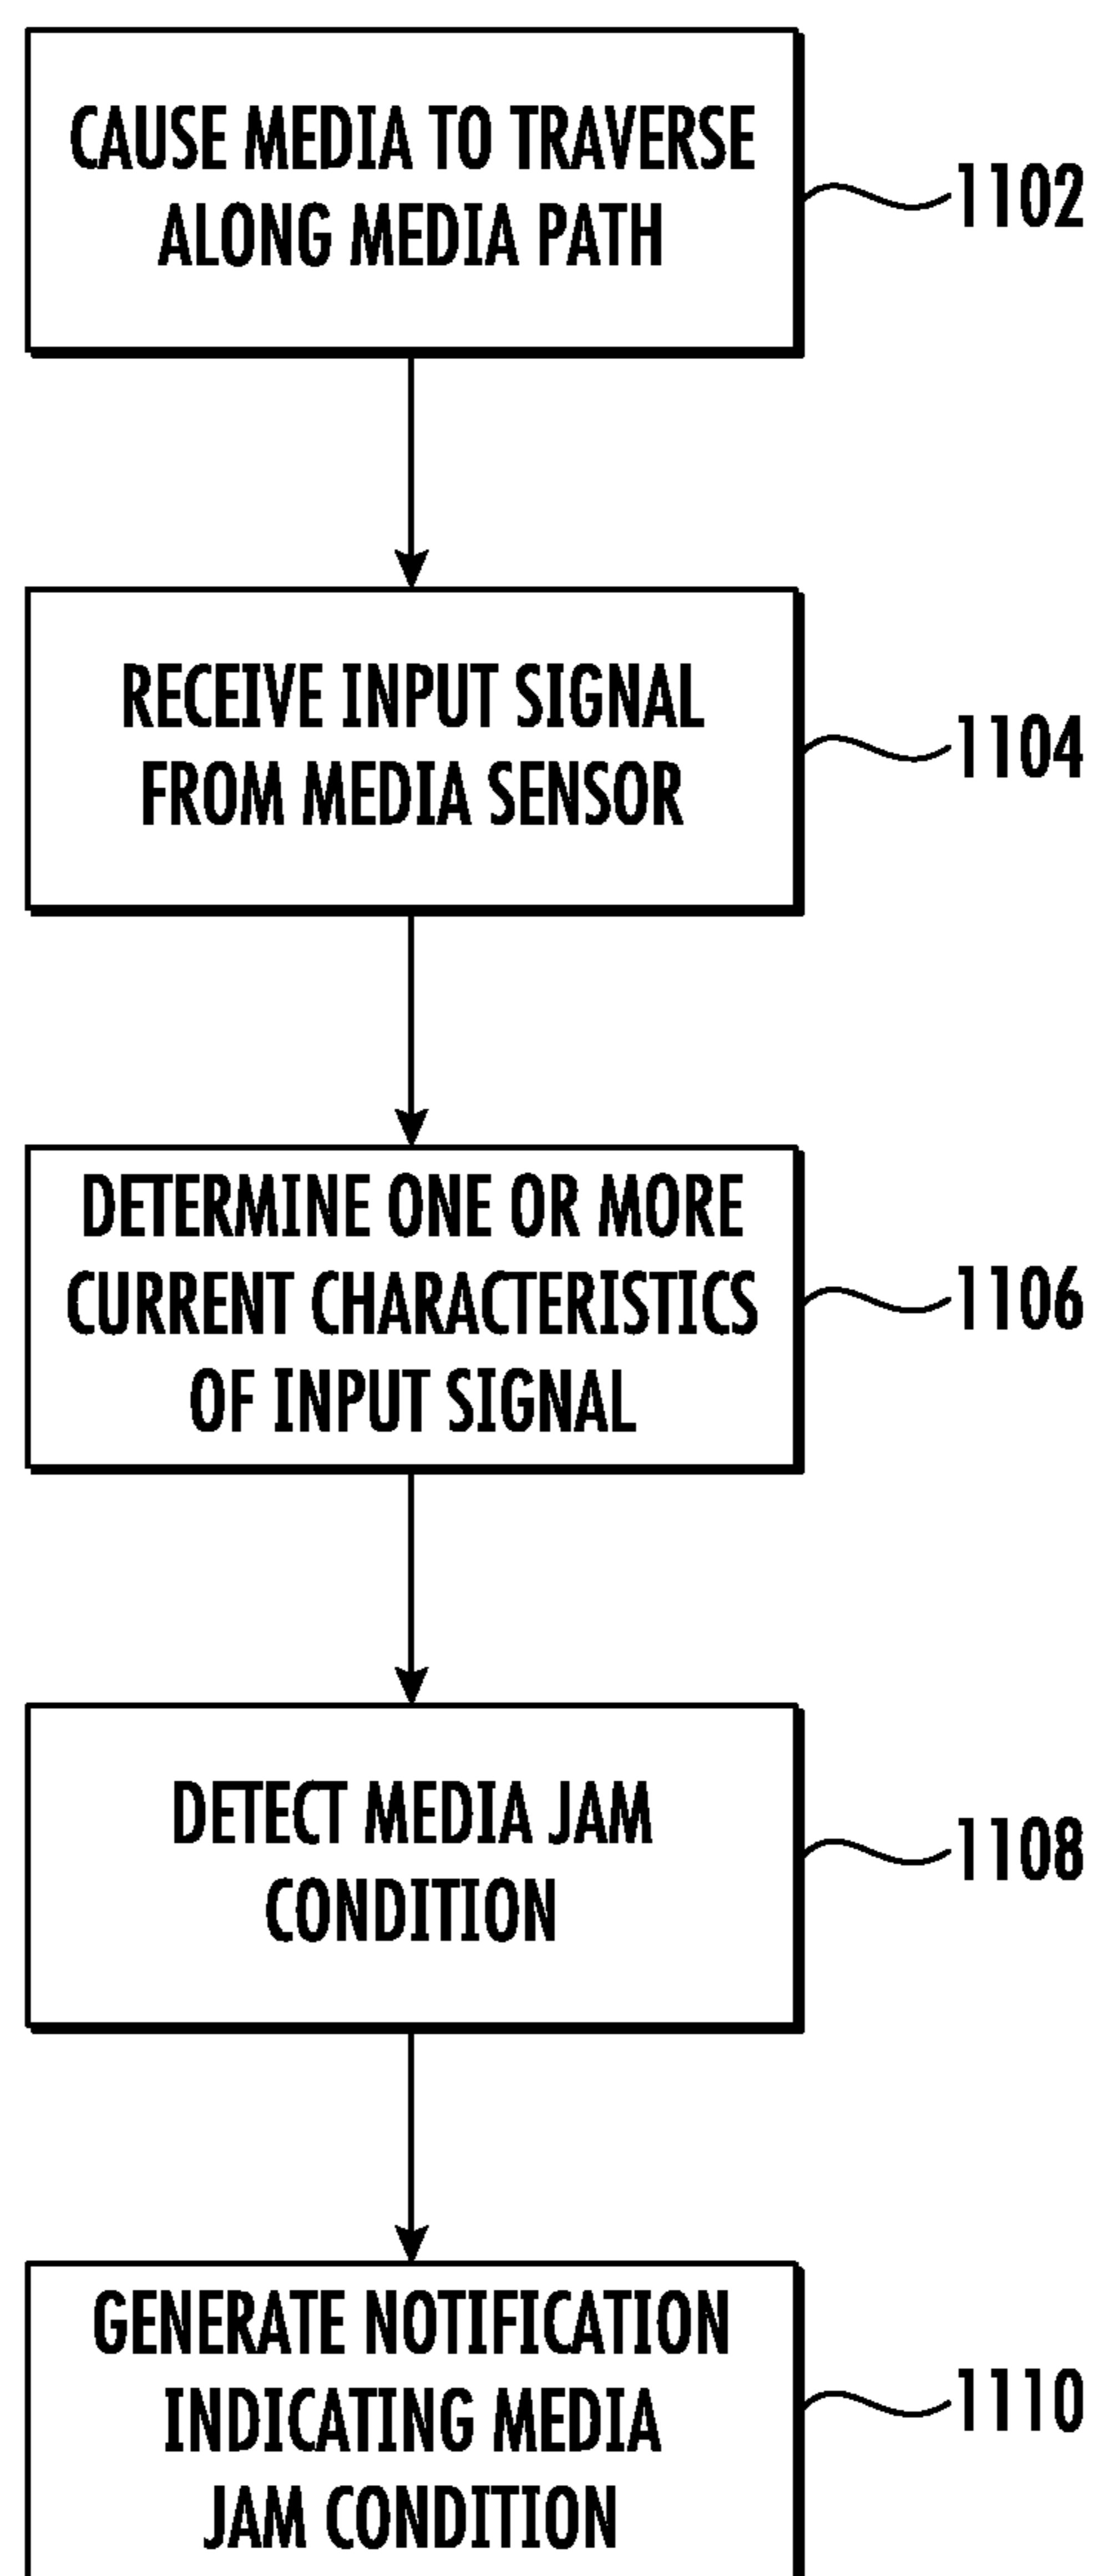 CAUSE MEDIA TO TRAVERSE
ALONG MEDIA PATH
1102
RECEIVE INPUT SIGNAL
FROM MEDIA SENSOR
1104
DETERMINE ONE OR MORE
CURRENT CHARACTERISTICS
OF INPUT SIGNAL
1106
DETECT MEDIA JAM
CONDITION
1108
GENERATE NOTIFICATION
INDICATING MEDIA
JAM CONDITION
1110